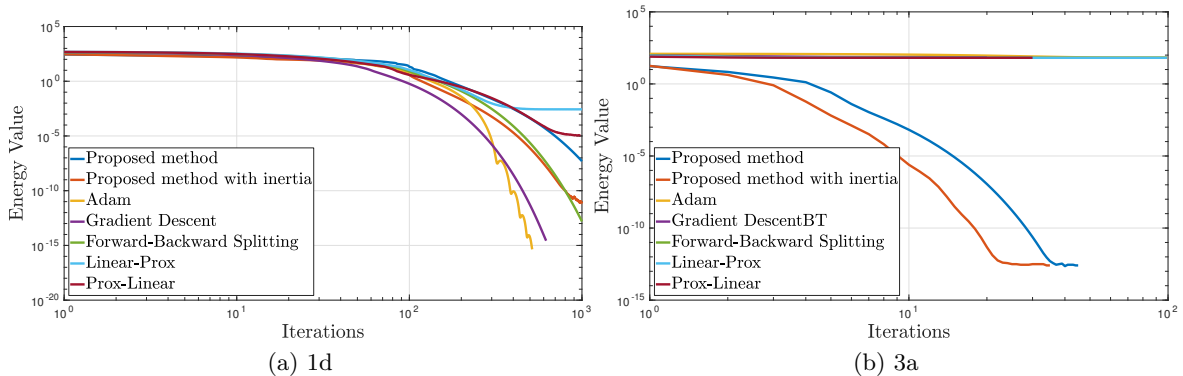 10^5
10^0
10^-5
10^-10
10^-15
10^-20
Energy Value
Proposed method
Proposed method with inertia
Adam
Gradient Descent
Forward-Backward Splitting
Linear-Prox
Prox-Linear
10^0
10^1
10^2
10^3
Iterations
(a) 1d
10^5
10^0
10^-5
10^-10
10^-15
Energy Value
Proposed method
Proposed method with inertia
Adam
Gradient DescentBT
Forward-Backward Splitting
Linear-Prox
Prox-Linear
10^0
10^1
10^2
Iterations
(b) 3a